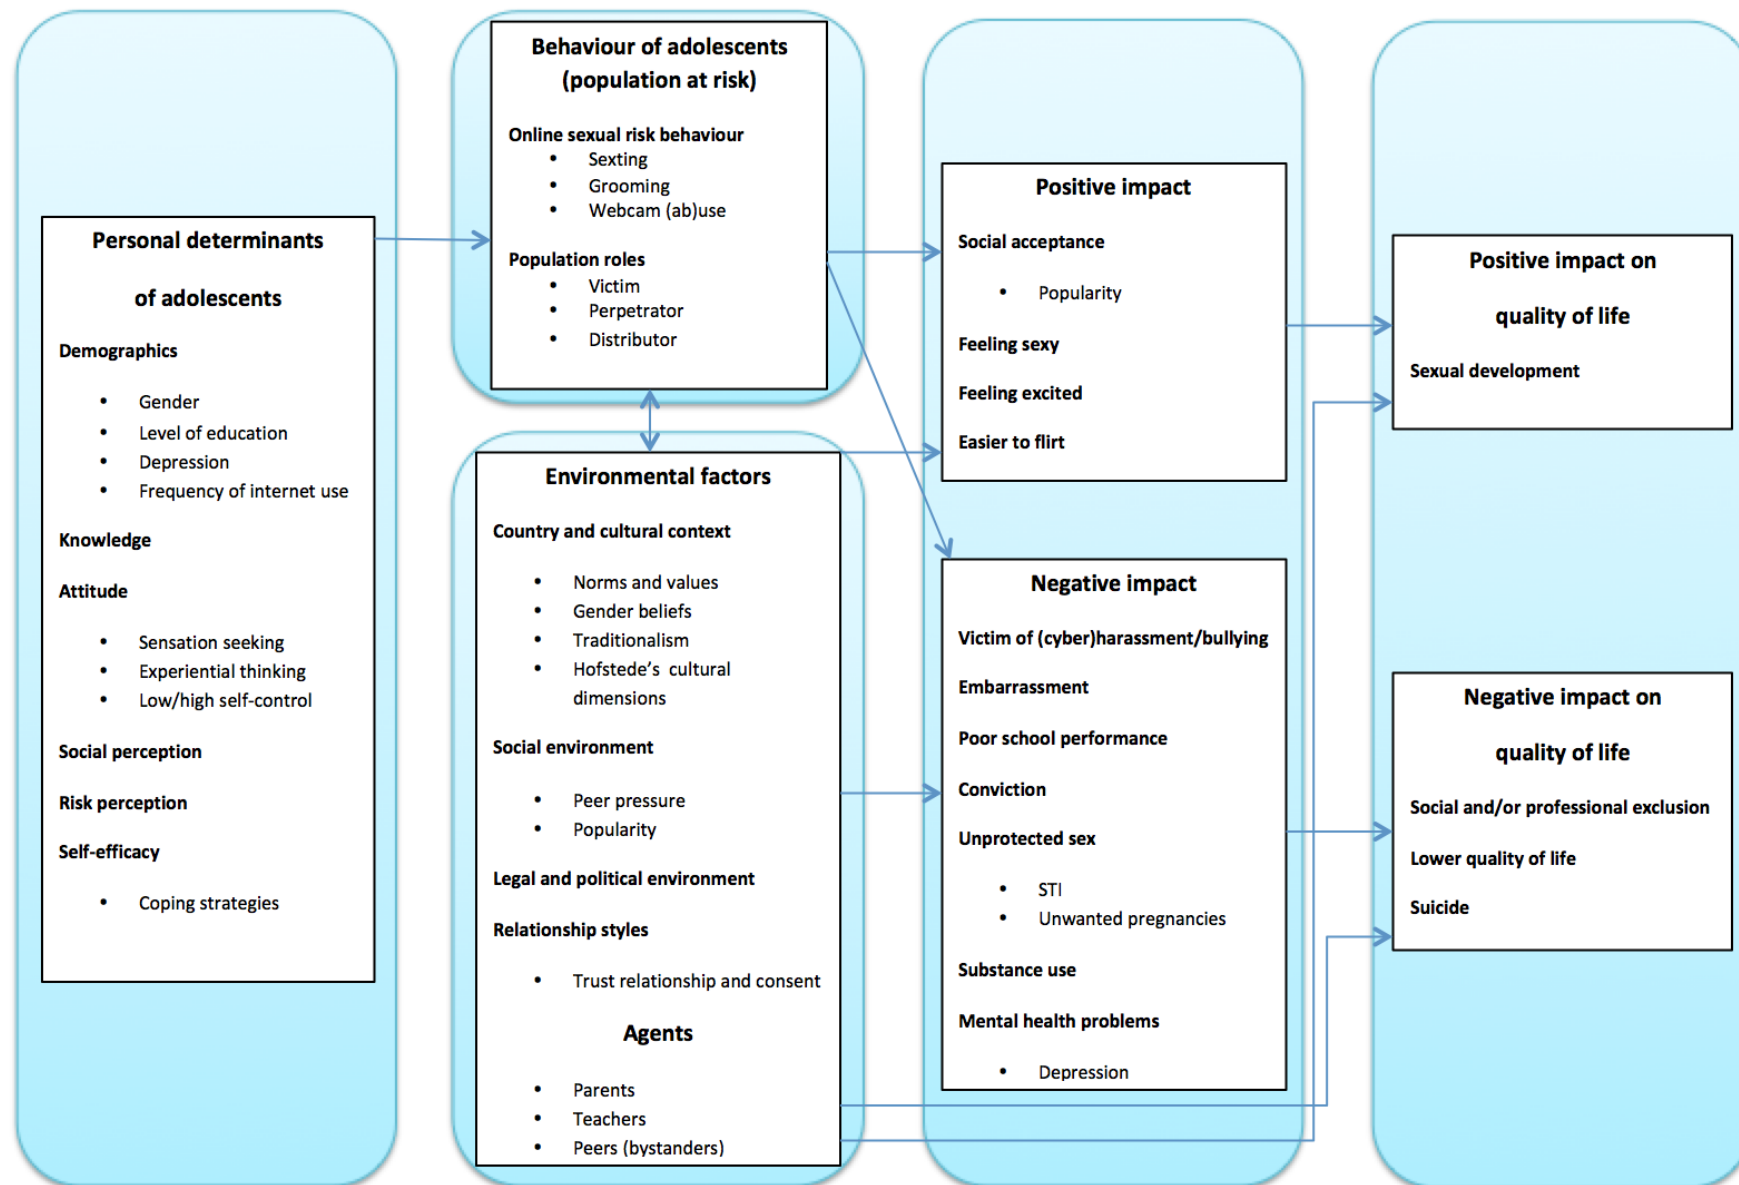 Personal determinants
of adolescents
Demographics
• Gender
• Level of education
• Depression
• Frequency of internet use
Knowledge
Attitude
• Sensation seeking
• Experiential thinking
• Low/high self-control
Social perception
Risk perception
Self-efficacy
• Coping strategies
Behaviour of adolescents
(population at risk)
Online sexual risk behaviour
• Sexting
• Grooming
• Webcam (ab)use
Population roles
• Victim
• Perpetrator
• Distributor
Environmental factors
Country and cultural context
• Norms and values
• Gender beliefs
• Traditionalism
• Hofstede's cultural
dimensions
Social environment
• Peer pressure
• Popularity
Legal and political environment
Relationship styles
• Trust relationship and consent
Agents
• Parents
• Teachers
• Peers (bystanders)
Positive impact
Social acceptance
• Popularity
Feeling sexy
Feeling excited
Easier to flirt
Negative impact
Victim of (cyber)harassment/bullying
Embarrassment
Poor school performance
Conviction
Unprotected sex
• STI
• Unwanted pregnancies
Substance use
Mental health problems
• Depression
Positive impact on
quality of life
Sexual development
Negative impact on
quality of life
Social and/or professional exclusion
Lower quality of life
Suicide